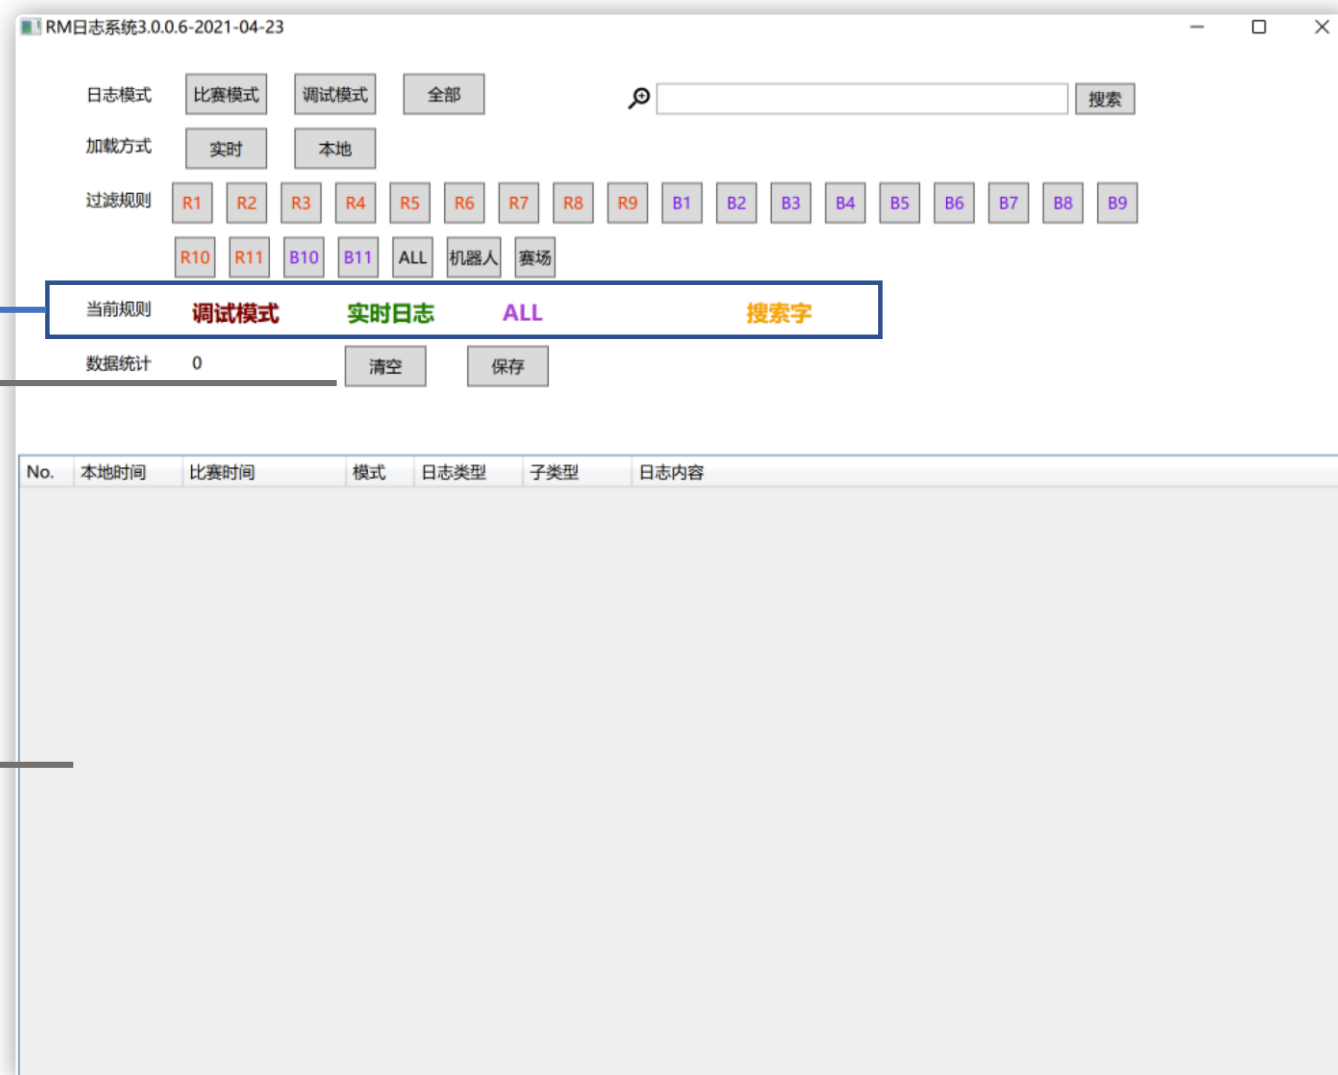 RM日志系统3.0.0.6-2021-04-23
日志模式 比赛模式 调试模式 全部 搜索
加载方式 实时 本地
过滤规则 R1 R2 R3 R4 R5 R6 R7 R8 R9 B1 B2 B3 B4 B5 B6 B7 B8 B9
R10 R11 B10 B11 ALL 机器人 赛场
当前规则 调试模式 实时日志 ALL 搜索字
数据统计 0 清空 保存
No. 本地时间 比赛时间 模式 日志类型 子类型 日志内容